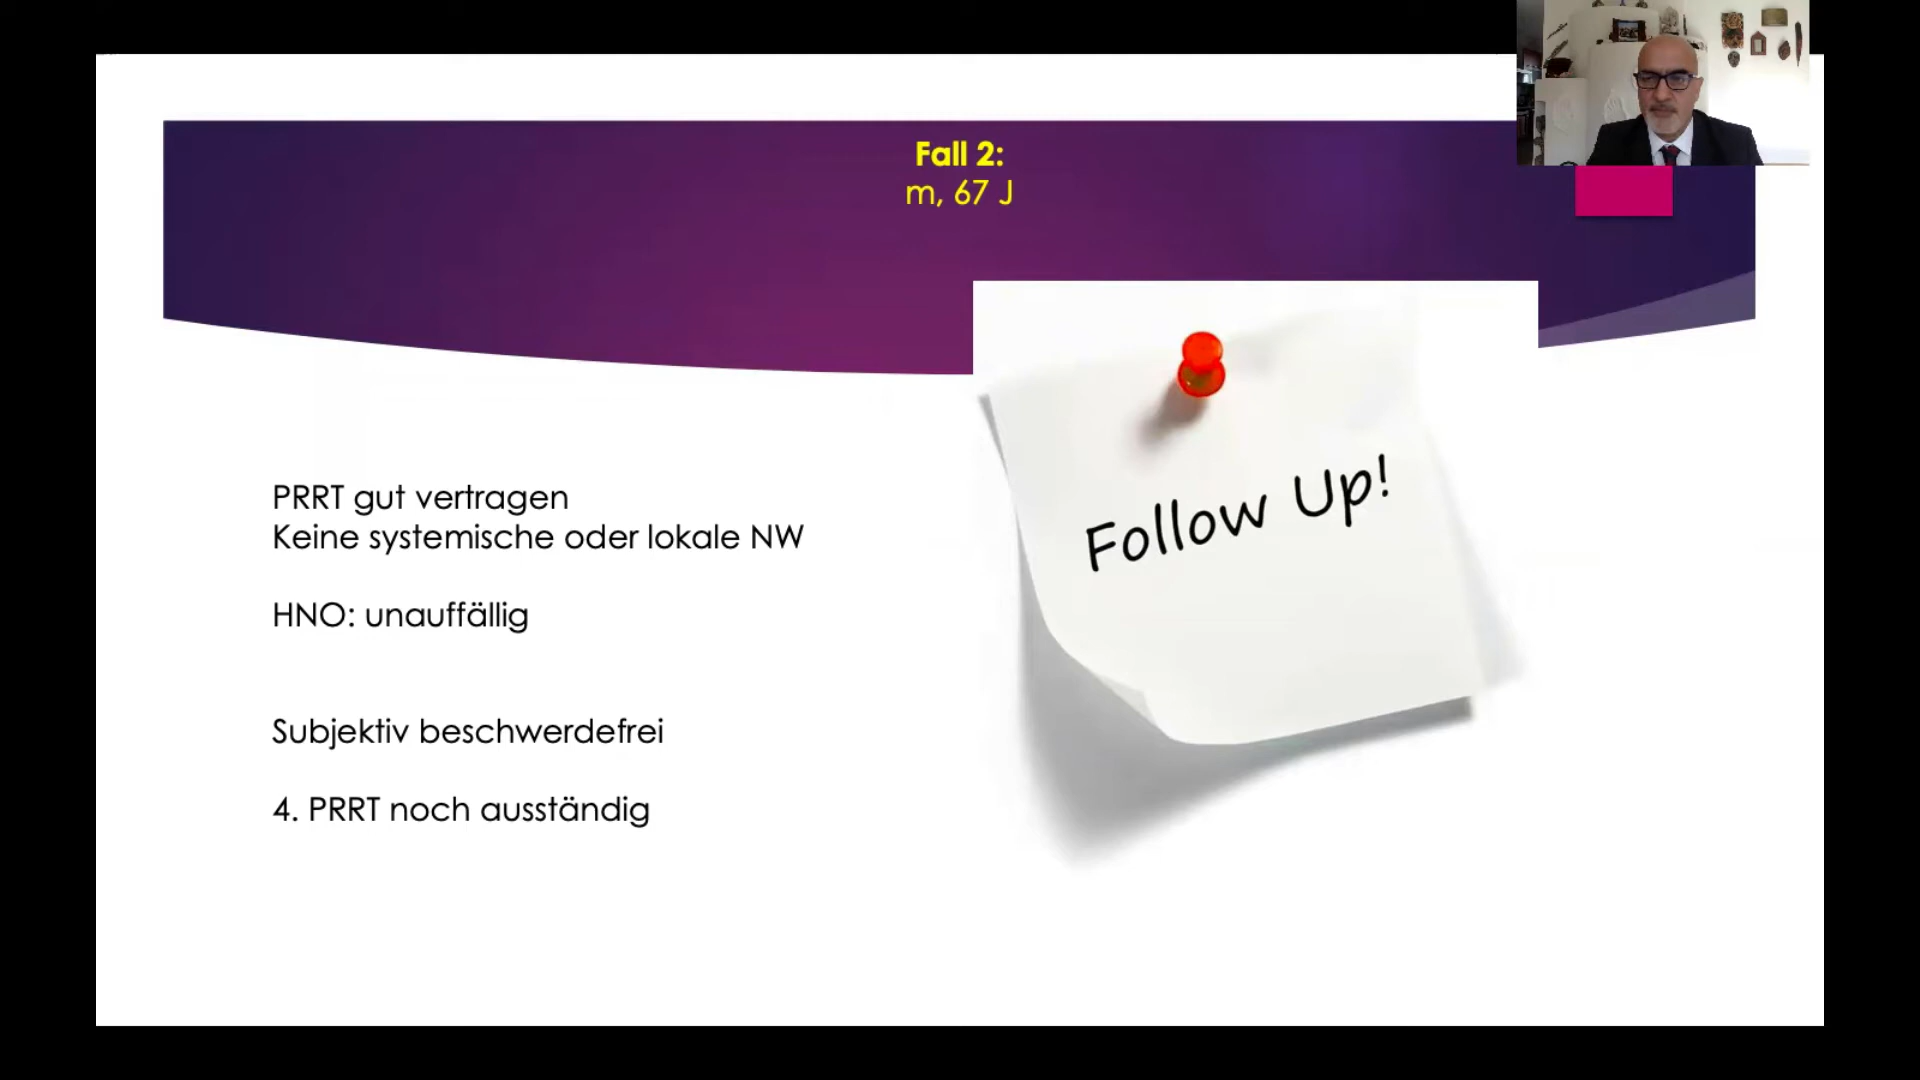 Fall 2:
m, 67 J
Follow Up!
PRRT gut vertragen
Keine systemische oder lokale NW
HNO: unauffällig
Subjektiv beschwerdefrei
4. PRRT noch ausständig